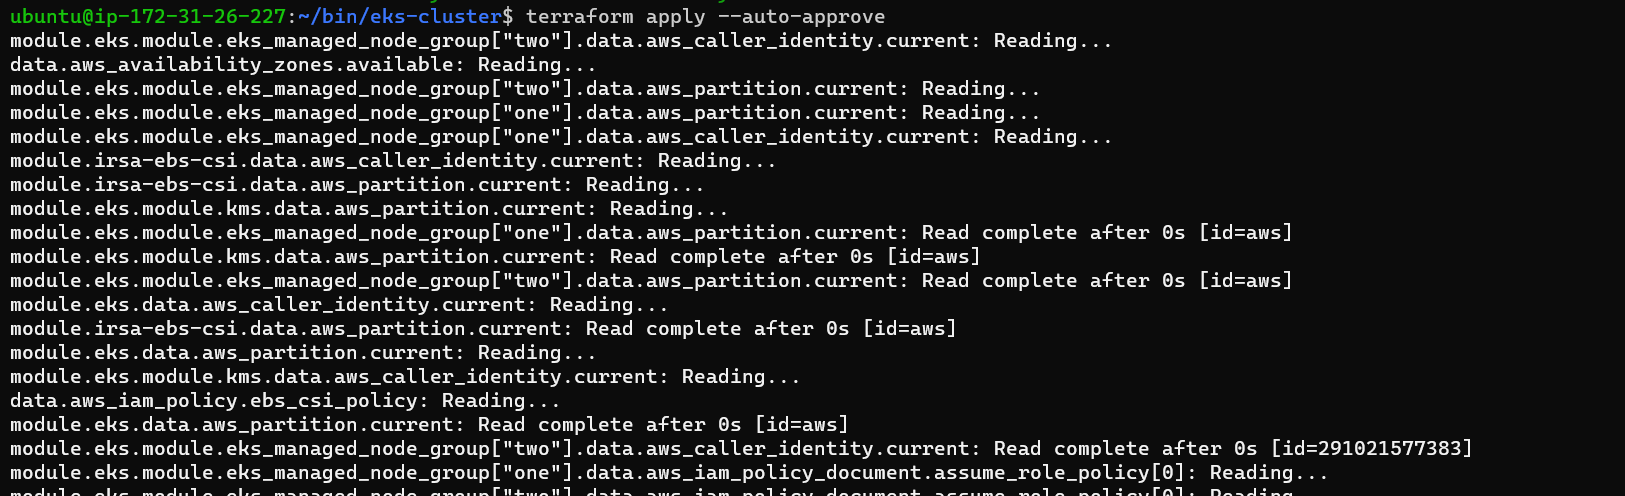 ubuntu@ip-172-31-26-227:~/bin/eks-cluster$ terraform apply --auto-approve
module.eks.module.eks_managed_node_group["two"].data.aws_caller_identity.current: Reading...
data.aws_availability_zones.available: Reading...
module.eks.module.eks_managed_node_group["two"].data.aws_partition.current: Reading...
module.eks.module.eks_managed_node_group["one"].data.aws_partition.current: Reading...
module.eks.module.eks_managed_node_group["one"].data.aws_caller_identity.current: Reading...
module.irsa-ebs-csi.data.aws_caller_identity.current: Reading...
module.irsa-ebs-csi.data.aws_partition.current: Reading...
module.eks.module.kms.data.aws_partition.current: Reading...
module.eks.module.eks_managed_node_group["one"].data.aws_partition.current: Read complete after 0s [id=aws]
module.eks.module.kms.data.aws_partition.current: Read complete after 0s [id=aws]
module.eks.module.eks_managed_node_group["two"].data.aws_partition.current: Read complete after 0s [id=aws]
module.eks.data.aws_caller_identity.current: Reading...
module.irsa-ebs-csi.data.aws_partition.current: Read complete after 0s [id=aws]
module.eks.data.aws_partition.current: Reading...
module.eks.module.kms.data.aws_caller_identity.current: Reading...
data.aws_iam_policy.ebs_csi_policy: Reading...
module.eks.data.aws_partition.current: Read complete after 0s [id=aws]
module.eks.module.eks_managed_node_group["two"].data.aws_caller_identity.current: Read complete after 0s [id=291021577383]
module.eks.module.eks_managed_node_group["one"].data.aws_iam_policy_document.assume_role_policy[0]: Reading...
module.eks.module.eks_managed_node_group["two"].data.aws_iam_policy_document.assume_role_policy[0]: Reading